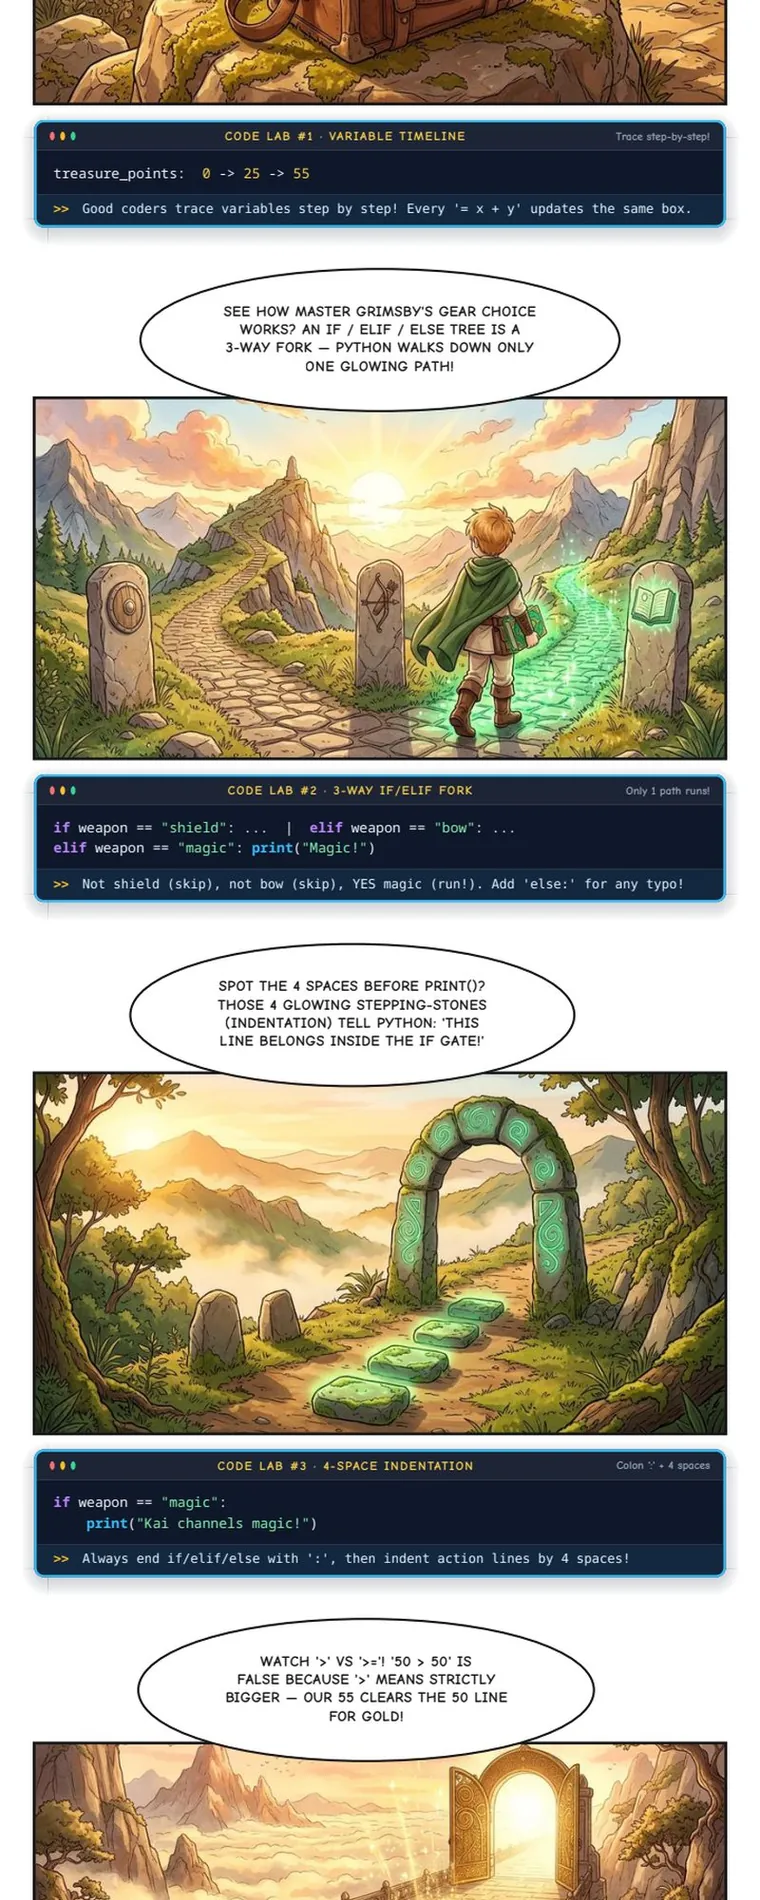 CODE LAB #1 · VARIABLE TIMELINE
Trace step-by-step!
treasure_points:  0 -> 25 -> 55
>> Good coders trace variables step by step! Every '= x + y' updates the same box.
SEE HOW MASTER GRIMSBY'S GEAR CHOICE
WORKS? AN IF / ELIF / ELSE TREE IS A
3-WAY FORK — PYTHON WALKS DOWN ONLY
ONE GLOWING PATH!
CODE LAB #2 · 3-WAY IF/ELIF FORK
Only 1 path runs!
if weapon == "shield": ...  |  elif weapon == "bow": ...
elif weapon == "magic": print("Magic!")
>> Not shield (skip), not bow (skip), YES magic (run!). Add 'else:' for any typo!
SPOT THE 4 SPACES BEFORE PRINT()?
THOSE 4 GLOWING STEPPING-STONES
(INDENTATION) TELL PYTHON: 'THIS
LINE BELONGS INSIDE THE IF GATE!'
CODE LAB #3 · 4-SPACE INDENTATION
Colon ':' + 4 spaces
if weapon == "magic":
    print("Kai channels magic!")
>> Always end if/elif/else with ':', then indent action lines by 4 spaces!
WATCH '>' VS '>='! '50 > 50' IS
FALSE BECAUSE '>' MEANS STRICTLY
BIGGER — OUR 55 CLEARS THE 50 LINE
FOR GOLD!